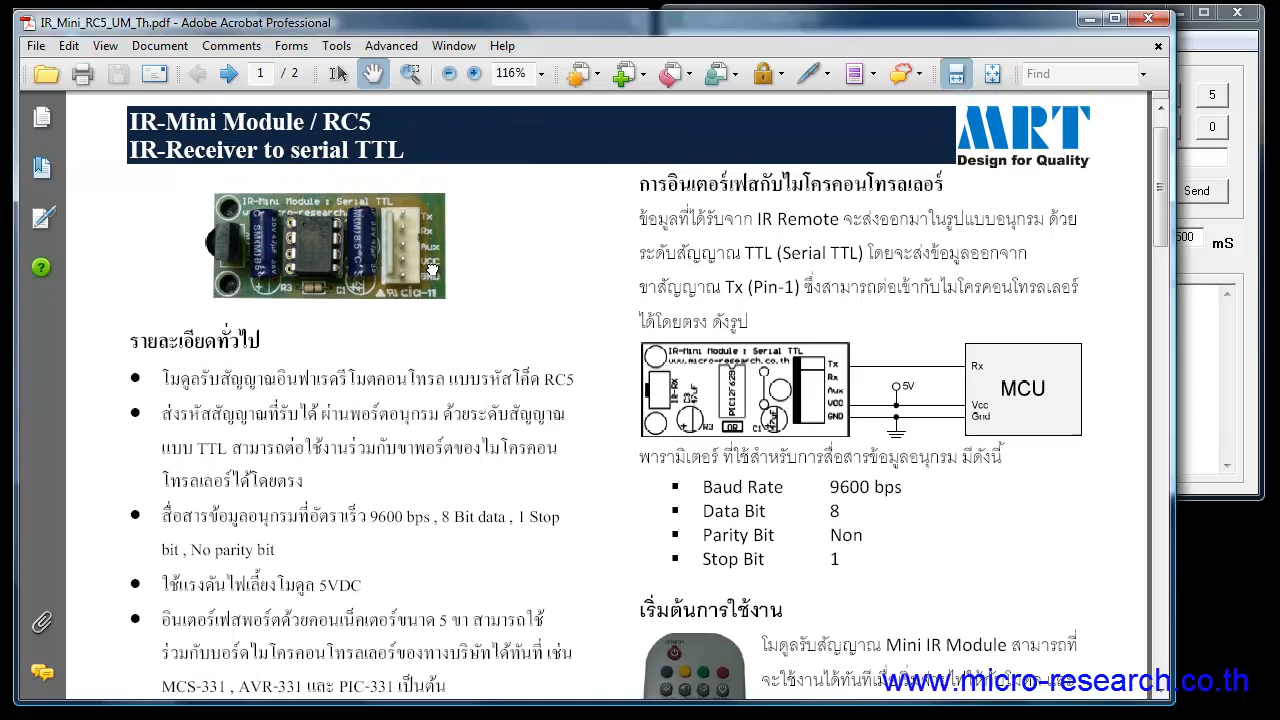 IR_Mini_RC5_UM_Th.pdf - Adobe Acrobat Professional
File Edit View Document Comments Forms Tools Advanced Window Help
1 / 2 116% Find
5
0
Send
500 mS
IR-Mini Module / RC5
IR-Receiver to serial TTL
MRT
Design for Quality
IR-Mini Module : Serial TTL
Tx
Rx
Aux
VCC
GND
R3 C1 cia-11
รายละเอียดทั่วไป
โมดูลรับสัญญาณอินฟาเรดรีโมตคอนโทรล แบบรหัสโค็ด RC5
ส่งรหัสสัญญาณที่รับได้ ผ่านพอร์ตอนุกรม ด้วยระดับสัญญาณ
แบบ TTL สามารถต่อใช้งานร่วมกับขาพอร์ตของไมโครคอน
โทรลเลอร์ได้โดยตรง
สื่อสารข้อมูลอนุกรมที่อัตราเร็ว 9600 bps , 8 Bit data , 1 Stop
bit , No parity bit
ใช้แรงดันไฟเลี้ยงโมดูล 5VDC
อินเตอร์เฟสพอร์ตด้วยคอนเน็กเตอร์ขนาด 5 ขา สามารถใช้
ร่วมกับบอร์ดไมโครคอนโทรลเลอร์ของทางบริษัทได้ทันที่ เช่น
MCS-331 , AVR-331 และ PIC-331 เป็นต้น
การอินเตอร์เฟสกับไมโครคอนโทรลเลอร์
ข้อมูลที่ได้รับจาก IR Remote จะส่งออกมาในรูปแบบอนุกรม ด้วย
ระดับสัญญาณ TTL (Serial TTL) โดยจะส่งข้อมูลออกจาก
ขาสัญญาณ Tx (Pin-1) ซึ่งสามารถต่อเข้ากับไมโครคอนโทรลเลอร์
ได้โดยตรง ดังรูป
IR-Mini Module : Serial TTL
www.micro-research.co.th
IR-RX
PIC12F629
R3 0R C1
Tx
Rx
Aux
VCC
GND
5V
Rx
MCU
Vcc
Gnd
พารามิเตอร์ ที่ใช้สำหรับการสื่อสารข้อมูลอนุกรม มีดังนี้
Baud Rate 9600 bps
Data Bit 8
Parity Bit Non
Stop Bit 1
เริ่มต้นการใช้งาน
โมดูลรับสัญญาณ Mini IR Module สามารถที่
www.micro-research.co.th